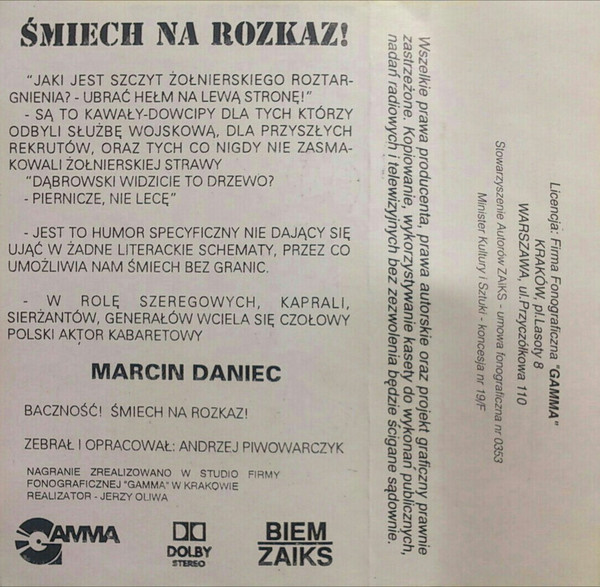 ŚMIECH NA ROZKAZ!
"JAKI JEST SZCZYT ŻOŁNIERSKIEGO ROZTAR-
GNIENIA? - UBRAĆ HEŁM NA LEWĄ STRONĘ!"
- SĄ TO KAWAŁY-DOWCIPY DLA TYCH KTÓRZY
ODBYLI SŁUŻBĘ WOJSKOWĄ, DLA PRZYSZŁYCH
REKRUTÓW, ORAZ TYCH CO NIGDY NIE ZASMA-
KOWALI ŻOŁNIERSKIEJ STRAWY
"DĄBROWSKI WIDZICIE TO DRZEWO?
- PIERNICZE, NIE LECĘ"
- JEST TO HUMOR SPECYFICZNY NIE DAJĄCY SIĘ
UJĄĆ W ŻADNE LITERACKIE SCHEMATY, PRZEZ CO
UMOŻLIWIA NAM ŚMIECH BEZ GRANIC.
- W ROLĘ SZEREGOWYCH, KAPRALI,
SIERŻANTÓW, GENERAŁÓW WCIELA SIĘ CZOŁOWY
POLSKI AKTOR KABARETOWY
MARCIN DANIEC
BACZNOŚĆ! ŚMIECH NA ROZKAZ!
ZEBRAŁ I OPRACOWAŁ: ANDRZEJ PIWOWARCZYK
NAGRANIE ZREALIZOWANO W STUDIO FIRMY
FONOGRAFICZNEJ "GAMMA" W KRAKOWIE
REALIZATOR - JERZY OLIWA
GAMMA
DOLBY
STEREO
BIEM
ZAIKS
Wszelkie prawa producenta, prawa autorskie oraz projekt graficzny prawnie
zastrzeżone. Kopiowanie, wykorzystywanie kasety do wykonań publicznych,
nadań radiowych i telewizyjnych bez zezwolenia będzie ścigane sądownie.
Licencja: Firma Fonograficzna "GAMMA"
KRAKÓW, pl.Lasoty 8
WARSZAWA, ul.Przyczółkowa 110
Stowarzyszenie Autorów ZAIKS - umowa fonograficzna nr 0353
Minister Kultury i Sztuki - koncesja nr 19/F